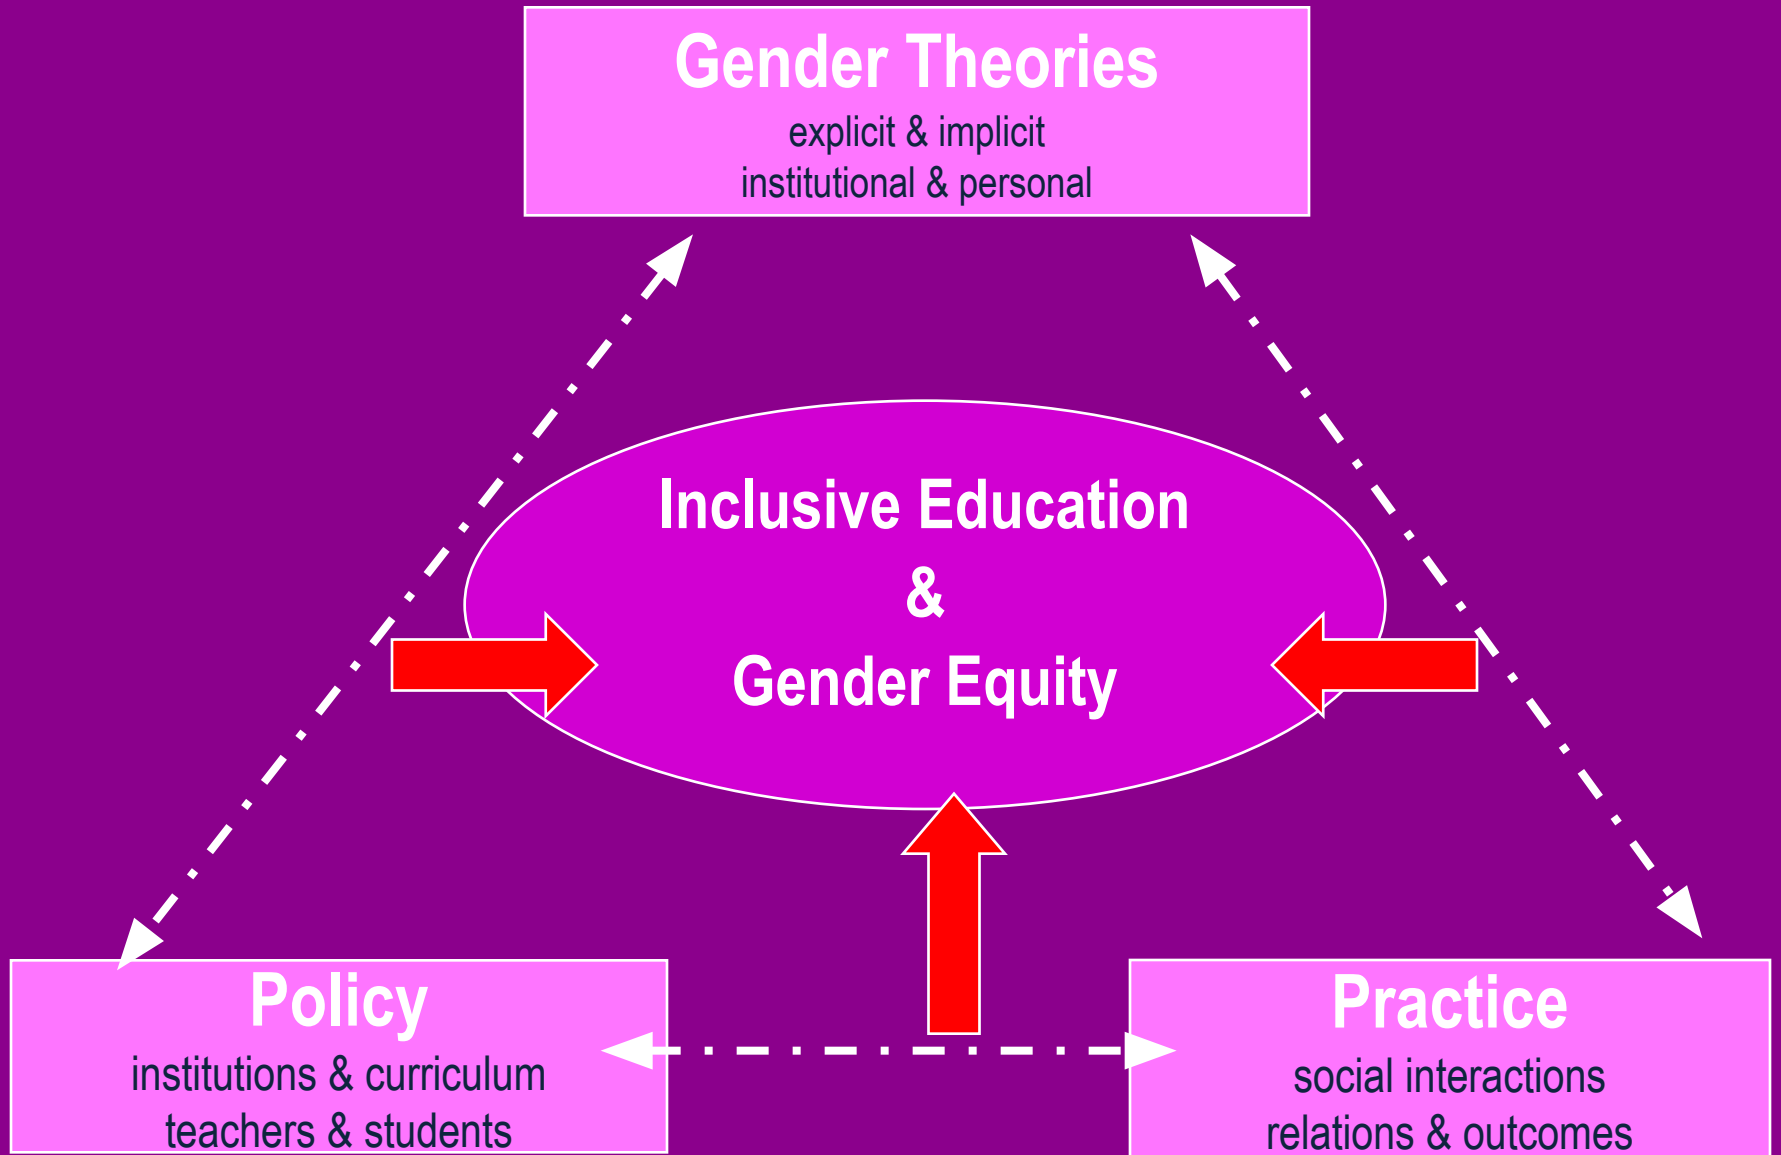 Gender Theories
explicit & implicit
institutional & personal
Inclusive Education
&
Gender Equity
Policy
institutions & curriculum
teachers & students
Practice
social interactions
relations & outcomes